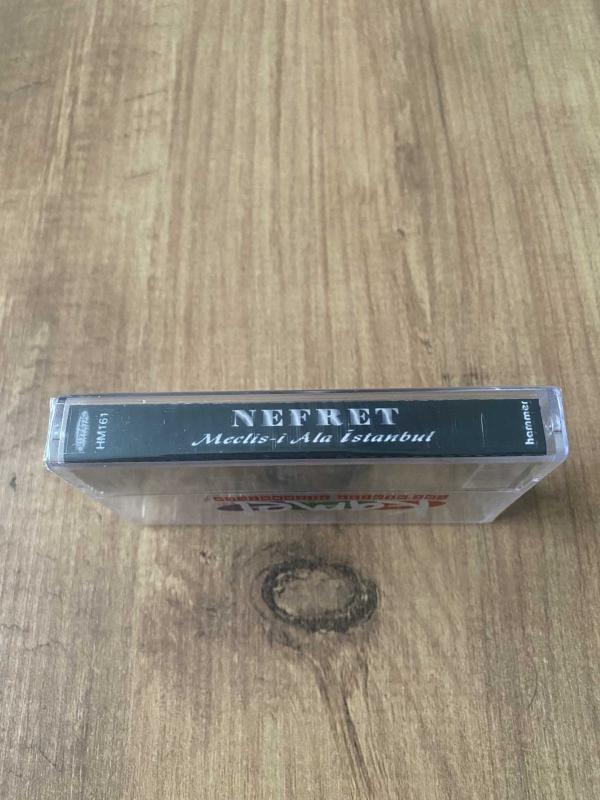 HM161
NEFRET
Meclis-i Ala İstanbul
hammer